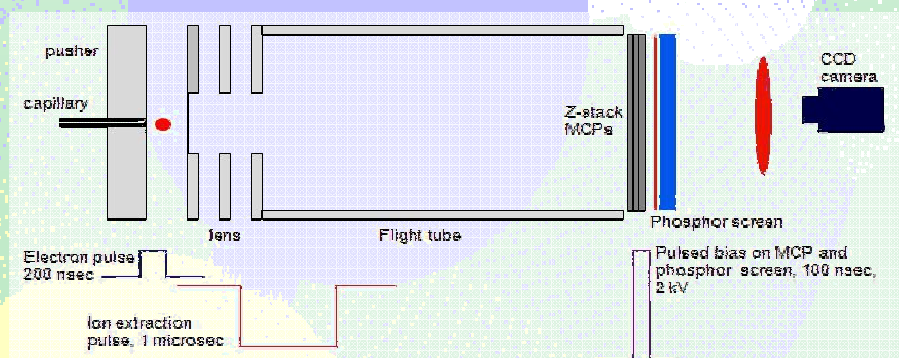 pusher
capillary
CCD
camera
Z-stack
MCPs
lens
Flight tube
Phosphor screen
Electron pulse
200 nsec
Pulsed bias on MCP and
phosphor screen, 100 nsec,
2 kV
Ion extraction
pulse, 1 microsec